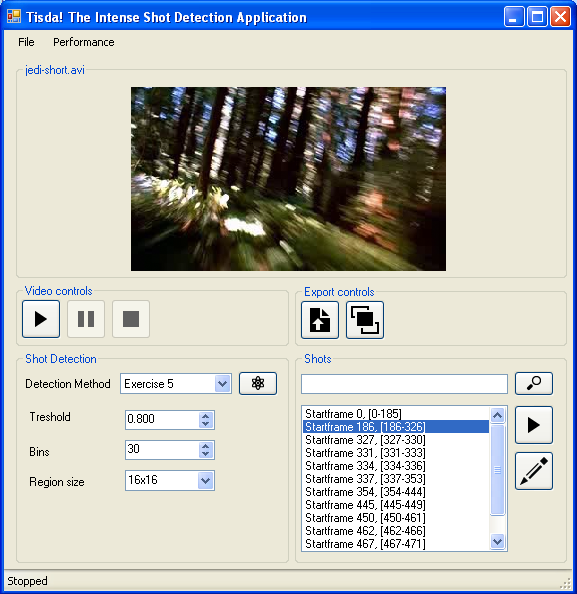 Tisda! The Intense Shot Detection Application
File Performance
jedi-short.avi
Video controls
Export controls
Shot Detection
Detection Method Exercise 5
Treshold 0.800
Bins 30
Region size 16x16
Shots
Startframe 0, [0-185]
Startframe 186, [186-326]
Startframe 327, [327-330]
Startframe 331, [331-333]
Startframe 334, [334-336]
Startframe 337, [337-353]
Startframe 354, [354-444]
Startframe 445, [445-449]
Startframe 450, [450-461]
Startframe 462, [462-466]
Startframe 467, [467-471]
Stopped